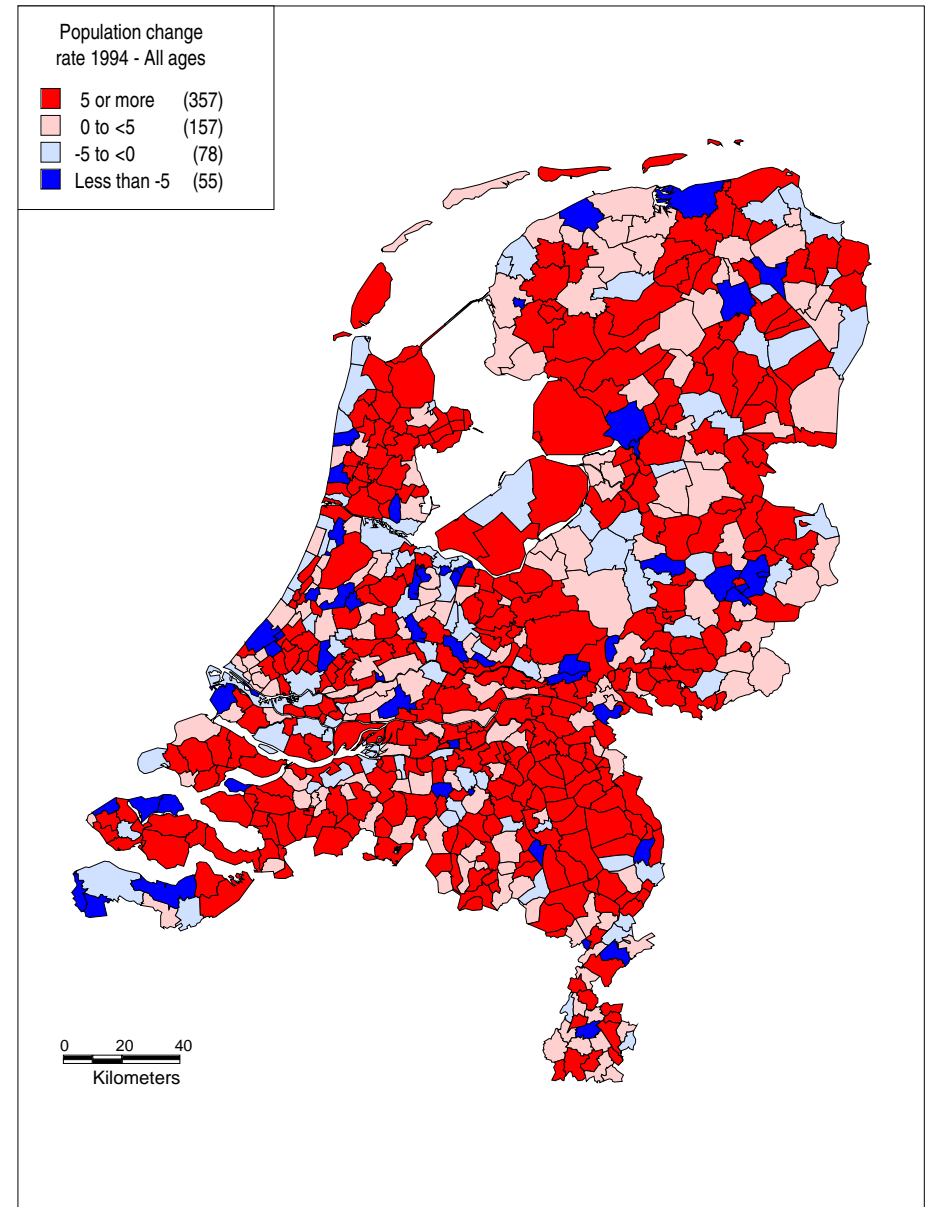 Population change
rate 1994 - All ages
5 or more (357)
0 to <5 (157)
-5 to <0 (78)
Less than -5 (55)
0 20 40
Kilometers